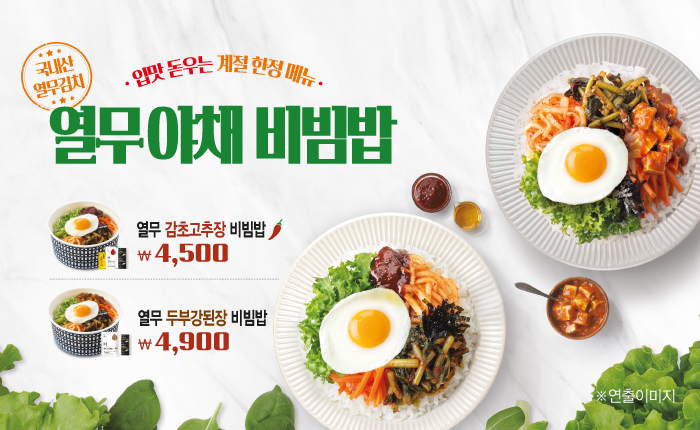 국내산
열무김치
· 입맛 돋우는 계절 한정 메뉴 ·
열무 야채 비빔밥
열무 감초고추장 비빔밥
₩ 4,500
열무 두부강된장 비빔밥
₩ 4,900
※연출이미지